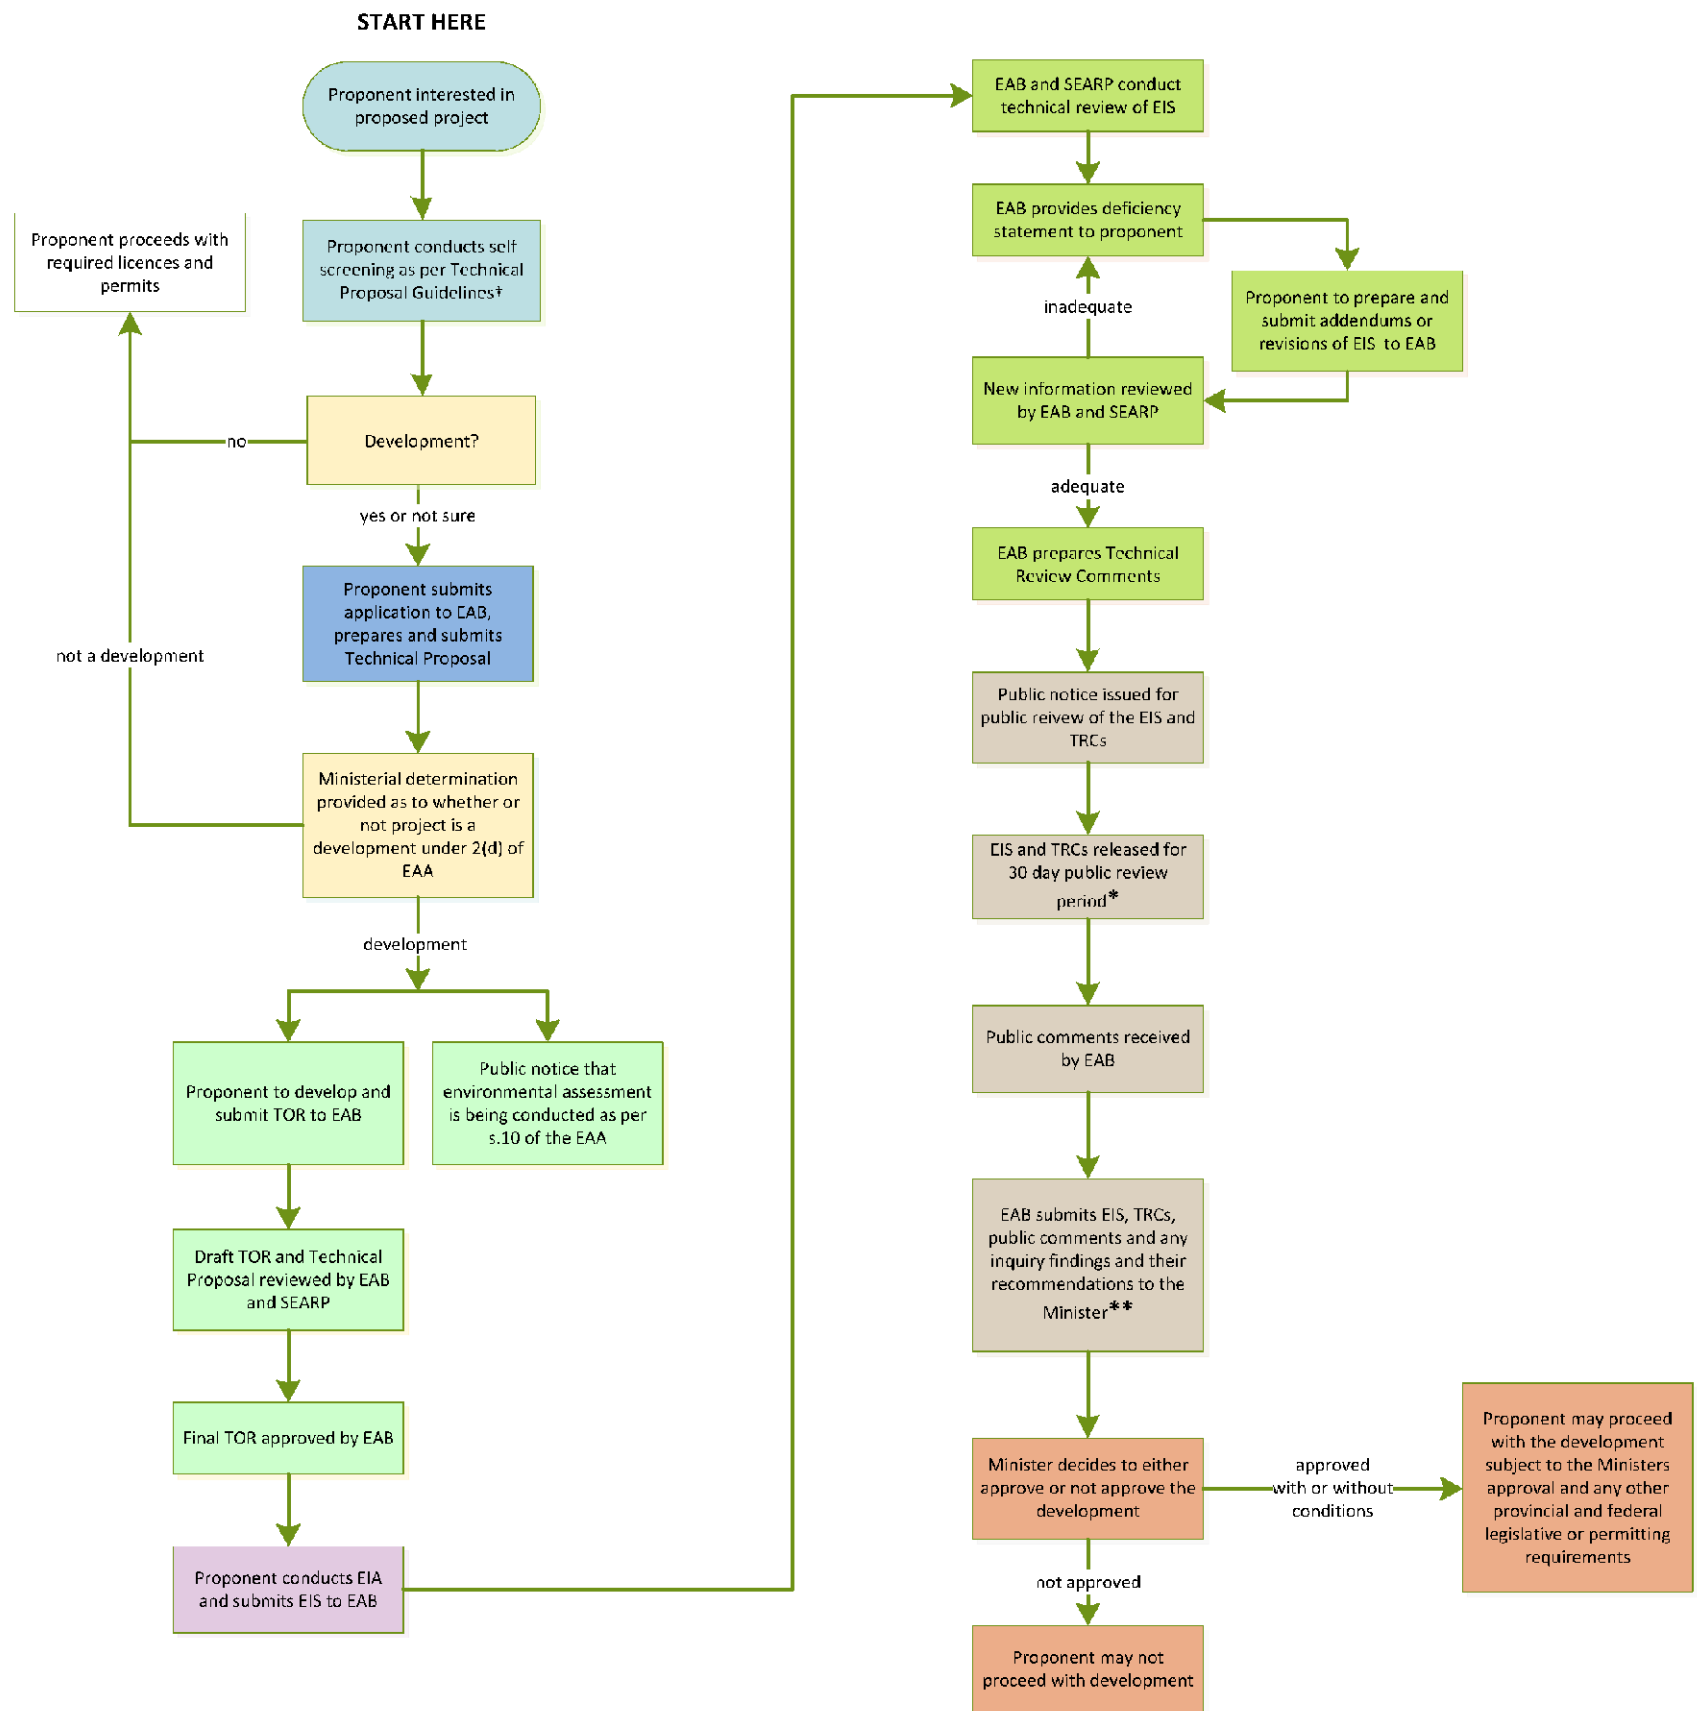 START HERE
Proponent interested in
proposed project
Proponent proceeds with
required licences and
permits
Proponent conducts self
screening as per Technical
Proposal Guidelines†
Development?
no
yes or not sure
Proponent submits
application to EAB,
prepares and submits
Technical Proposal
not a development
Ministerial determination
provided as to whether or
not project is a
development under 2(d) of
EAA
development
Proponent to develop and
submit TOR to EAB
Public notice that
environmental assessment
is being conducted as per
s.10 of the EAA
Draft TOR and Technical
Proposal reviewed by EAB
and SEARP
Final TOR approved by EAB
Proponent conducts EIA
and submits EIS to EAB
EAB and SEARP conduct
technical review of EIS
EAB provides deficiency
statement to proponent
Proponent to prepare and
submit addendums or
revisions of EIS to EAB
inadequate
New information reviewed
by EAB and SEARP
adequate
EAB prepares Technical
Review Comments
Public notice issued for
public reivew of the EIS and
TRCs
EIS and TRCs released for
30 day public review
period*
Public comments received
by EAB
EAB submits EIS, TRCs,
public comments and any
inquiry findings and their
recommendations to the
Minister**
Minister decides to either
approve or not approve the
development
approved
with or without
conditions
Proponent may proceed
with the development
subject to the Ministers
approval and any other
provincial and federal
legislative or permitting
requirements
not approved
Proponent may not
proceed with development